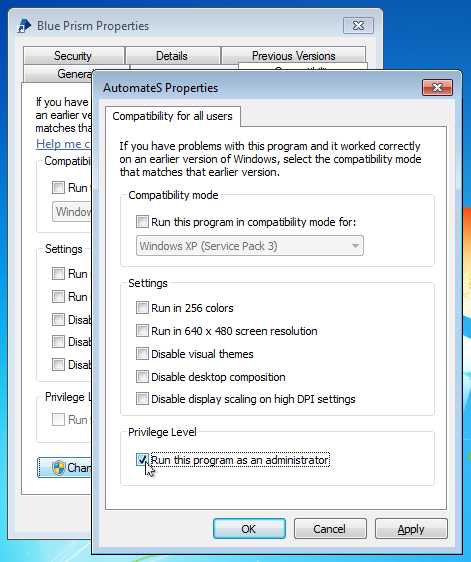 Blue Prism Properties
Security Details Previous Versions
Genera
If you have
an earlier ver
matches tha
Help me c
Compatibi
Run t
Windov
Settings
Run
Run
Disab
Disab
Disab
Privilege L
Run t
Chan
AutomateS Properties
Compatibility for all users
If you have problems with this program and it worked correctly
on an earlier version of Windows, select the compatibility mode
that matches that earlier version.
Compatibility mode
Run this program in compatibility mode for:
Windows XP (Service Pack 3)
Settings
Run in 256 colors
Run in 640 x 480 screen resolution
Disable visual themes
Disable desktop composition
Disable display scaling on high DPI settings
Privilege Level
Run this program as an administrator
OK Cancel Apply